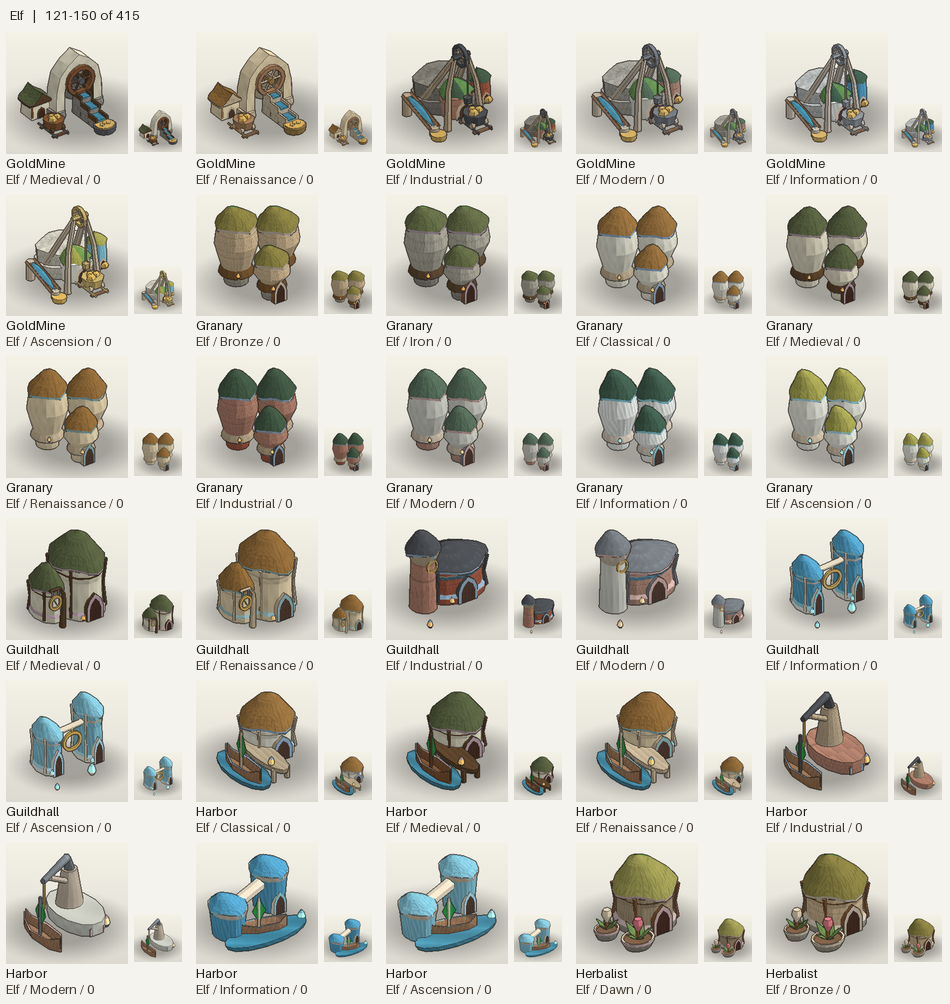 Elf | 121-150 of 415
GoldMine
Elf / Medieval / 0
GoldMine
Elf / Renaissance / 0
GoldMine
Elf / Industrial / 0
GoldMine
Elf / Modern / 0
GoldMine
Elf / Information / 0
GoldMine
Elf / Ascension / 0
Granary
Elf / Bronze / 0
Granary
Elf / Iron / 0
Granary
Elf / Classical / 0
Granary
Elf / Medieval / 0
Granary
Elf / Renaissance / 0
Granary
Elf / Industrial / 0
Granary
Elf / Modern / 0
Granary
Elf / Information / 0
Granary
Elf / Ascension / 0
Guildhall
Elf / Medieval / 0
Guildhall
Elf / Renaissance / 0
Guildhall
Elf / Industrial / 0
Guildhall
Elf / Modern / 0
Guildhall
Elf / Information / 0
Guildhall
Elf / Ascension / 0
Harbor
Elf / Classical / 0
Harbor
Elf / Medieval / 0
Harbor
Elf / Renaissance / 0
Harbor
Elf / Industrial / 0
Harbor
Elf / Modern / 0
Harbor
Elf / Information / 0
Harbor
Elf / Ascension / 0
Herbalist
Elf / Dawn / 0
Herbalist
Elf / Bronze / 0